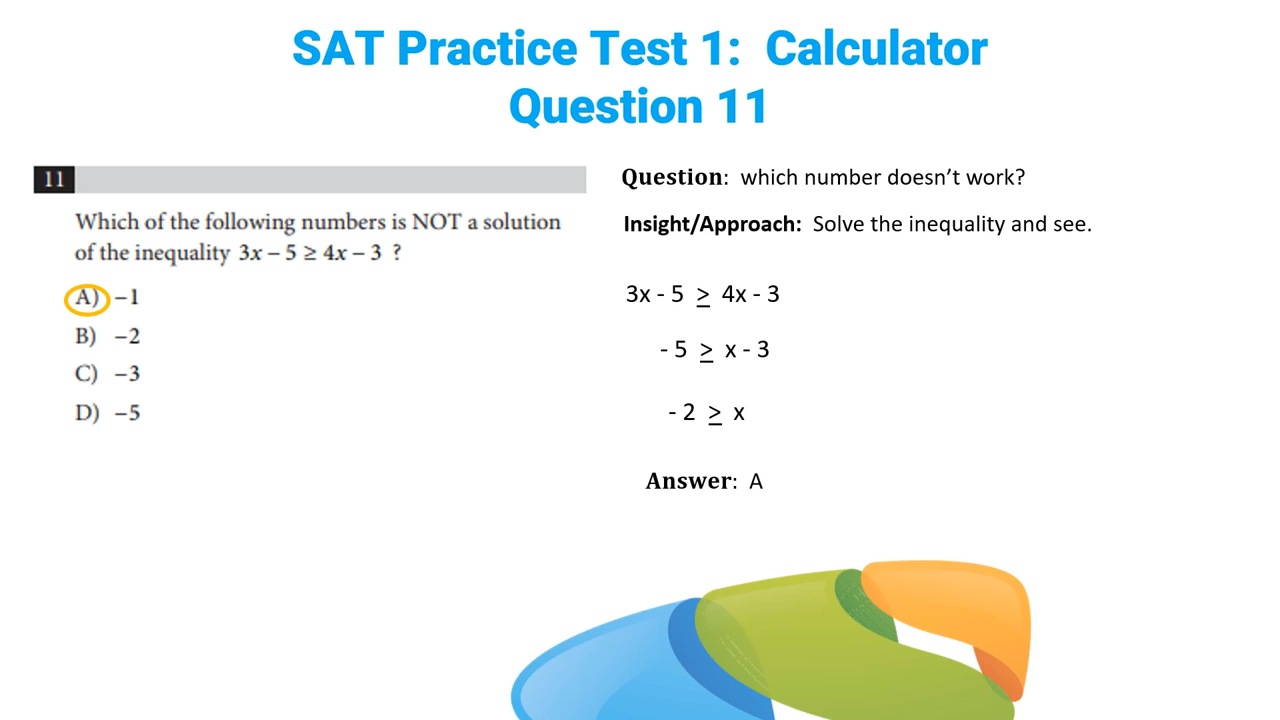 SAT Practice Test 1:  Calculator
Question 11
11
Which of the following numbers is NOT a solution
of the inequality 3x − 5 ≥ 4x − 3 ?
A) −1
B) −2
C) −3
D) −5
Question:  which number doesn’t work?
Insight/Approach:  Solve the inequality and see.
3x - 5 ≥ 4x - 3
- 5 ≥ x - 3
- 2 ≥ x
Answer:  A